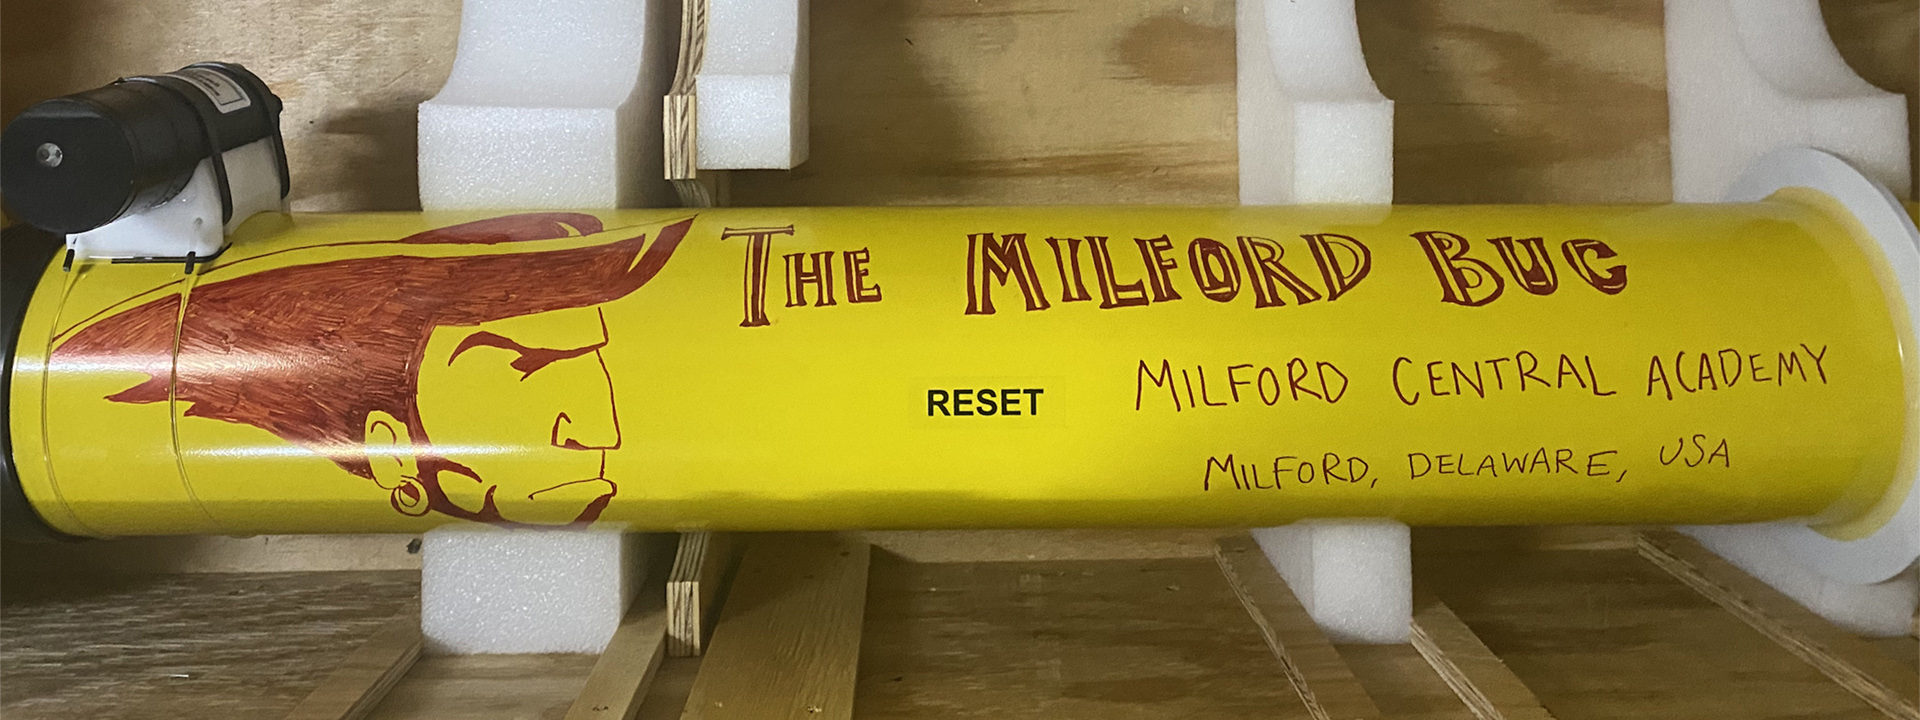 THE MILFORD BUG
MILFORD CENTRAL ACADEMY
RESET
MILFORD, DELAWARE, USA